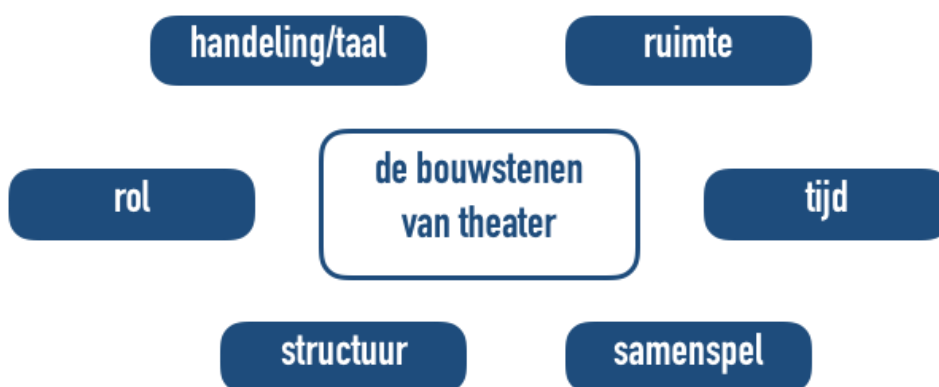 handeling/taal
ruimte
de bouwstenen
van theater
rol
tijd
structuur
samenspel